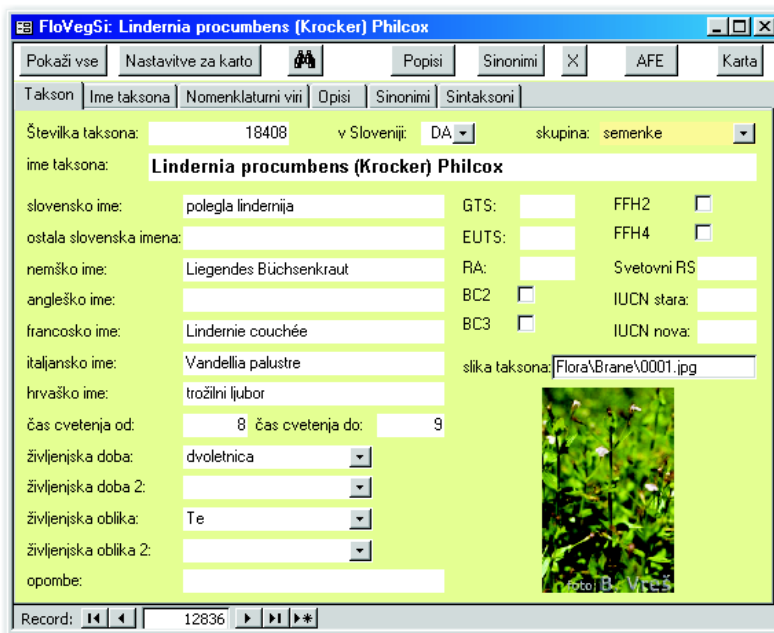 FloVegSi: Lindernia procumbens (Krocker) Philcox
Pokaži vse Nastavitve za karto Popisi Sinonimi X AFE Karta
Takson Ime taksona Nomenklaturni viri Opisi Sinonimi Sintaksoni
Številka taksona: 18408 v Sloveniji: DA skupina: semenke
ime taksona: Lindernia procumbens (Krocker) Philcox
slovensko ime: polegla lindernija GTS: FFH2
ostala slovenska imena: EUTS: FFH4
nemško ime: Liegendes Büchsenkraut RA: Svetovni RS
angleško ime: BC2 IUCN stara:
francosko ime: Lindernie couchée BC3 IUCN nova:
italjansko ime: Vandellia palustre slika taksona: Flora\Brane\0001.jpg
hrvaško ime: trožilni ljubor
čas cvetenja od: 8 čas cvetenja do: 9
življenjska doba: dvoletnica
življenjska doba 2:
življenjska oblika: Te
življenjska oblika 2:
opombe:
foto: B. Vreš
Record: 12836